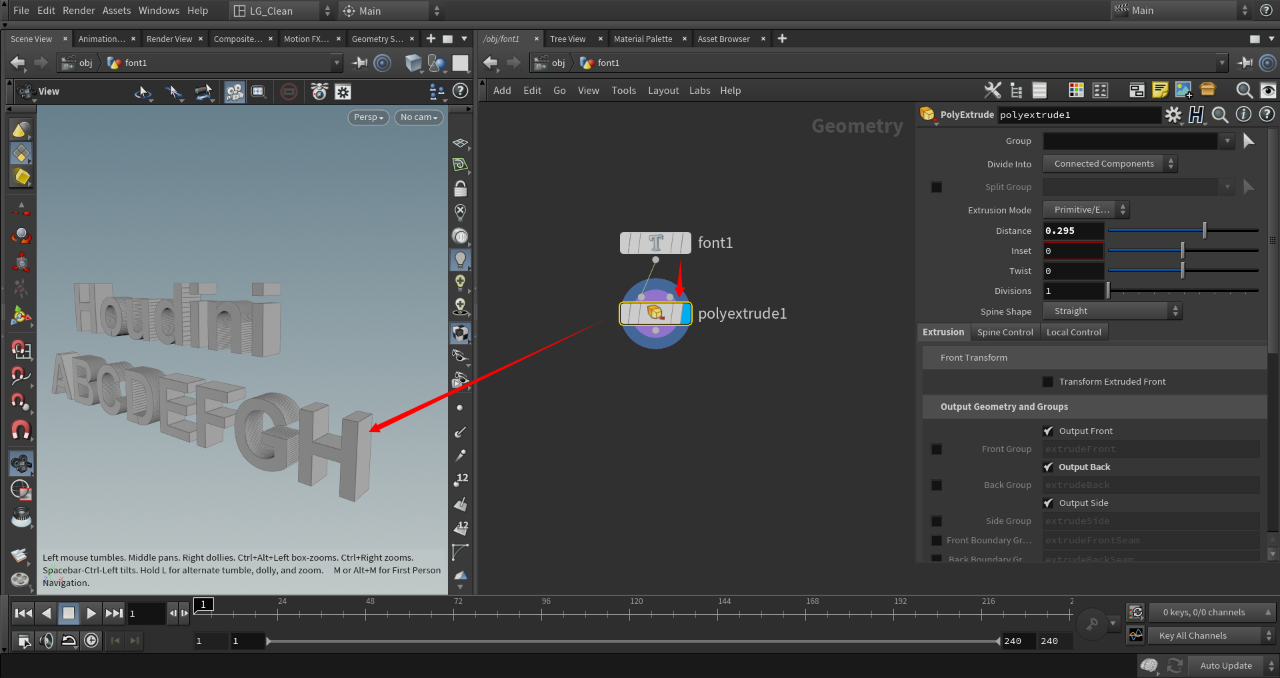 File Edit Render Assets Windows Help LG_Clean Main Main
Scene View Animation... Render View Composite... Motion FX... Geometry S...
/obj/font1 Tree View Material Palette Asset Browser
obj font1
obj font1
View
Add Edit Go View Tools Layout Labs Help
Persp No cam
Geometry
PolyExtrude polyextrude1
Group
Divide Into Connected Components
Split Group
Extrusion Mode Primitive/E...
Distance 0.295
Inset 0
Twist 0
Divisions 1
Spine Shape Straight
Extrusion Spine Control Local Control
Front Transform
Transform Extruded Front
Output Geometry and Groups
Output Front
Front Group extrudeFront
Output Back
Back Group extrudeBack
Output Side
Side Group extrudeSide
Front Boundary Gr... extrudeFrontSeam
Back Boundary Gr... extrudeBackSeam
font1
polyextrude1
Houdini
ABCDEFGH
12
12
Left mouse tumbles. Middle pans. Right dollies. Ctrl+Alt+Left box-zooms. Ctrl+Right zooms.
Spacebar-Ctrl-Left tilts. Hold L for alternate tumble, dolly, and zoom. M or Alt+M for First Person
Navigation.
1 1 24 48 72 96 120 144 168 192 216 2
1 1 240 240
0 keys, 0/0 channels
Key All Channels
Auto Update